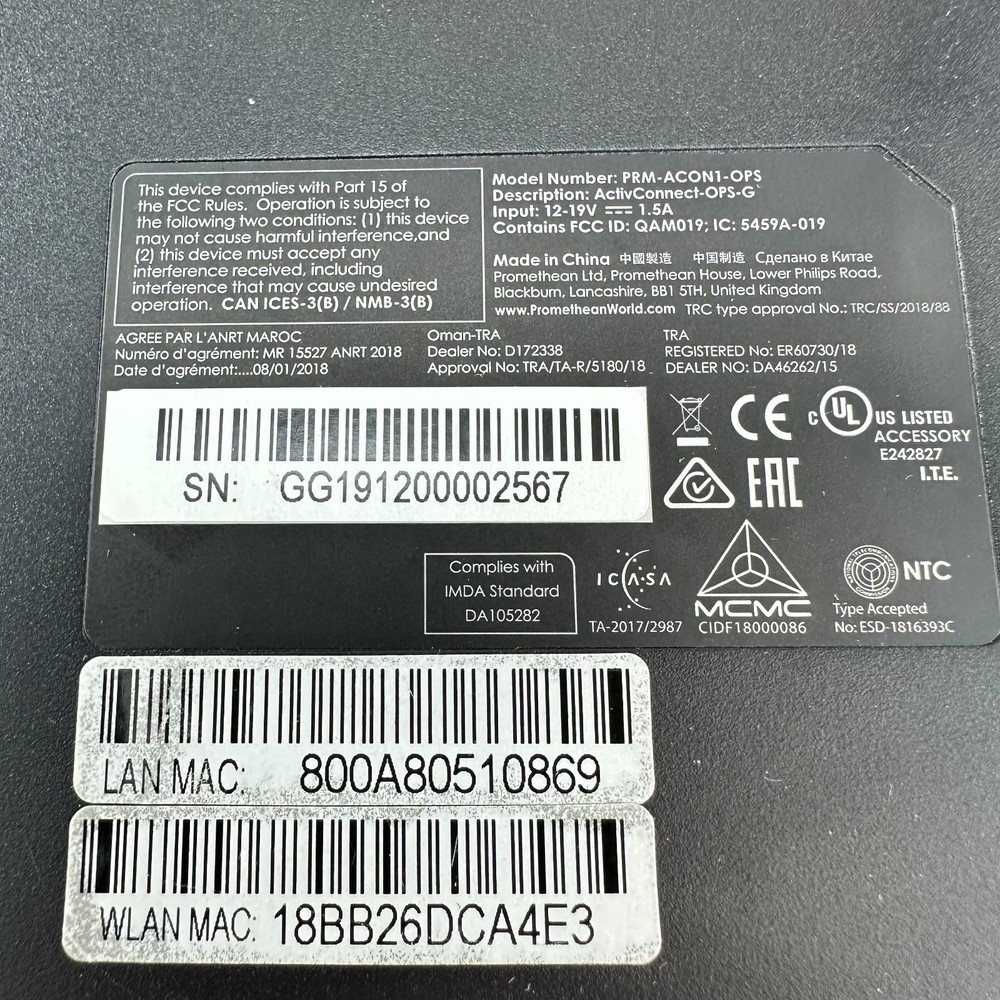 This device complies with Part 15 of
the FCC Rules. Operation is subject to
the following two conditions: (1) this device
may not cause harmful interference,and
(2) this device must accept any
interference received, including
interference that may cause undesired
operation. CAN ICES-3(B) / NMB-3(B)
Model Number: PRM-ACON1-OPS
Description: ActivConnect-OPS-G
Input: 12-19V ⎓ 1.5A
Contains FCC ID: QAM019; IC: 5459A-019
Made in China 中國製造 中国制造 Сделано в Китае
Promethean Ltd, Promethean House, Lower Philips Road,
Blackburn, Lancashire, BB1 5TH, United Kingdom
www.PrometheanWorld.com TRC type approval No.: TRC/SS/2018/88
AGREE PAR L'ANRT MAROC
Numéro d'agrément: MR 15527 ANRT 2018
Date d'agrément:....08/01/2018
Oman-TRA
Dealer No: D172338
Approval No: TRA/TA-R/5180/18
TRA
REGISTERED No: ER60730/18
DEALER NO: DA46262/15
SN: GG191200002567
CE
C UL US LISTED
ACCESSORY
E242827
I.T.E.
EAC
Complies with
IMDA Standard
DA105282
ICASA
TA-2017/2987
MCMC
CIDF18000086
NTC
Type Accepted
No: ESD-1816393C
LAN MAC: 800A80510869
WLAN MAC: 18BB26DCA4E3